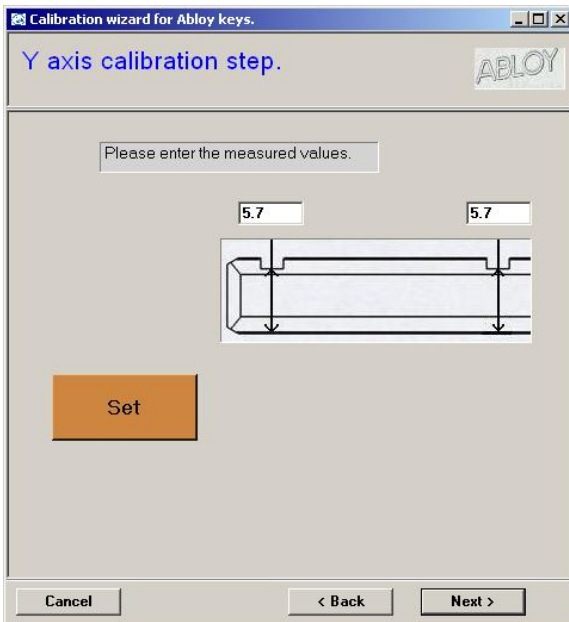 Calibration wizard for Abloy keys.
Y axis calibration step.
ABLOY
Please enter the measured values.
5.7 5.7
Set
Cancel < Back Next >